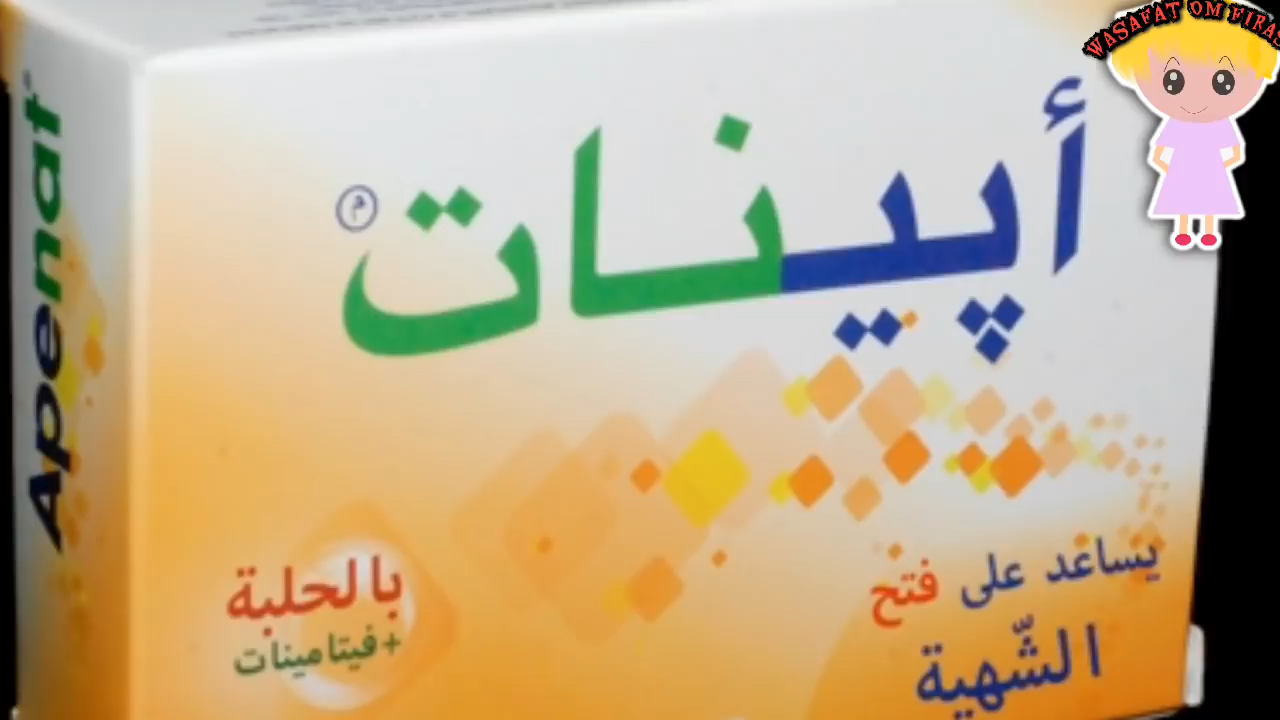 WASAFAT OM FIRAS
أپينات
م
Apenat
يساعد على فتح
الشّهية
بالحلبة
+فيتامينات